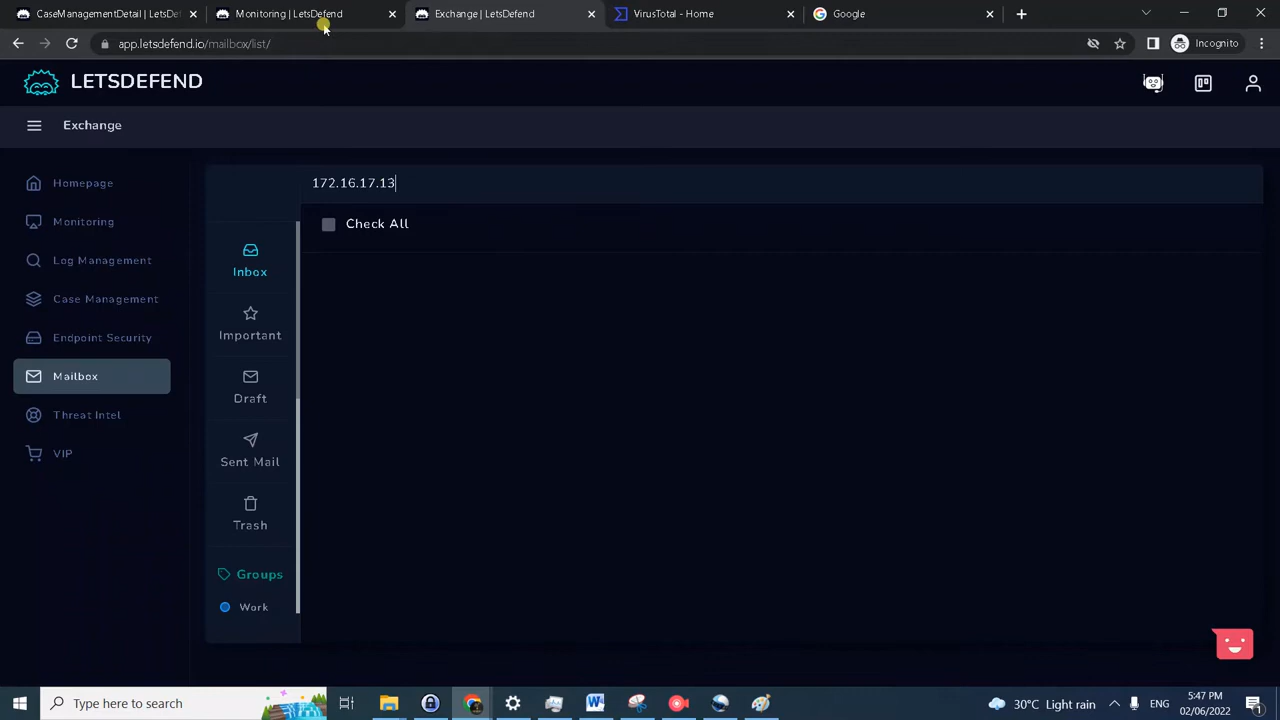 CaseManagementDetail | LetsDef
Monitoring | LetsDefend
Exchange | LetsDefend
VirusTotal - Home
Google
app.letsdefend.io/mailbox/list/
Incognito
LETSDEFEND
Exchange
Homepage
Monitoring
Log Management
Case Management
Endpoint Security
Mailbox
Threat Intel
VIP
172.16.17.13
Check All
Inbox
Important
Draft
Sent Mail
Trash
Groups
Work
Type here to search
30°C Light rain
ENG
5:47 PM
02/06/2022
1